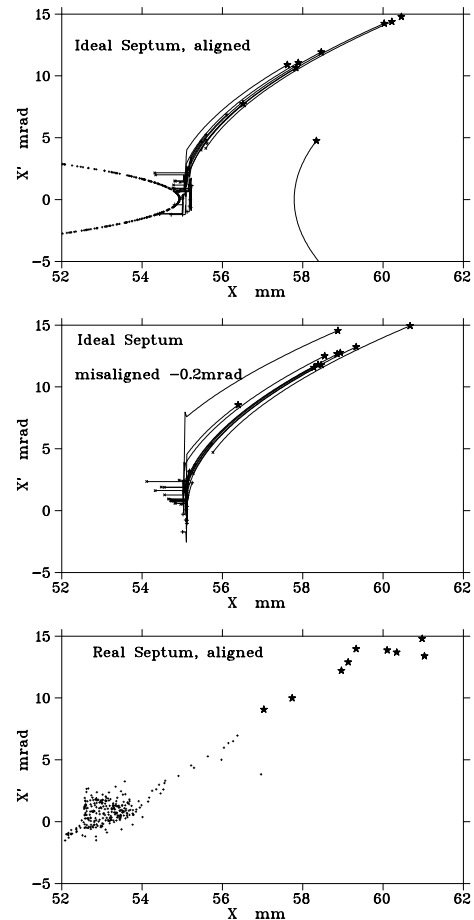 15
Ideal Septum, aligned
10
X' mrad
5
0
−5
52 54 56 58 60 62
X mm
15
Ideal Septum
misaligned −0.2mrad
10
X' mrad
5
0
−5
52 54 56 58 60 62
X mm
15
Real Septum, aligned
10
X' mrad
5
0
−5
52 54 56 58 60 62
X mm